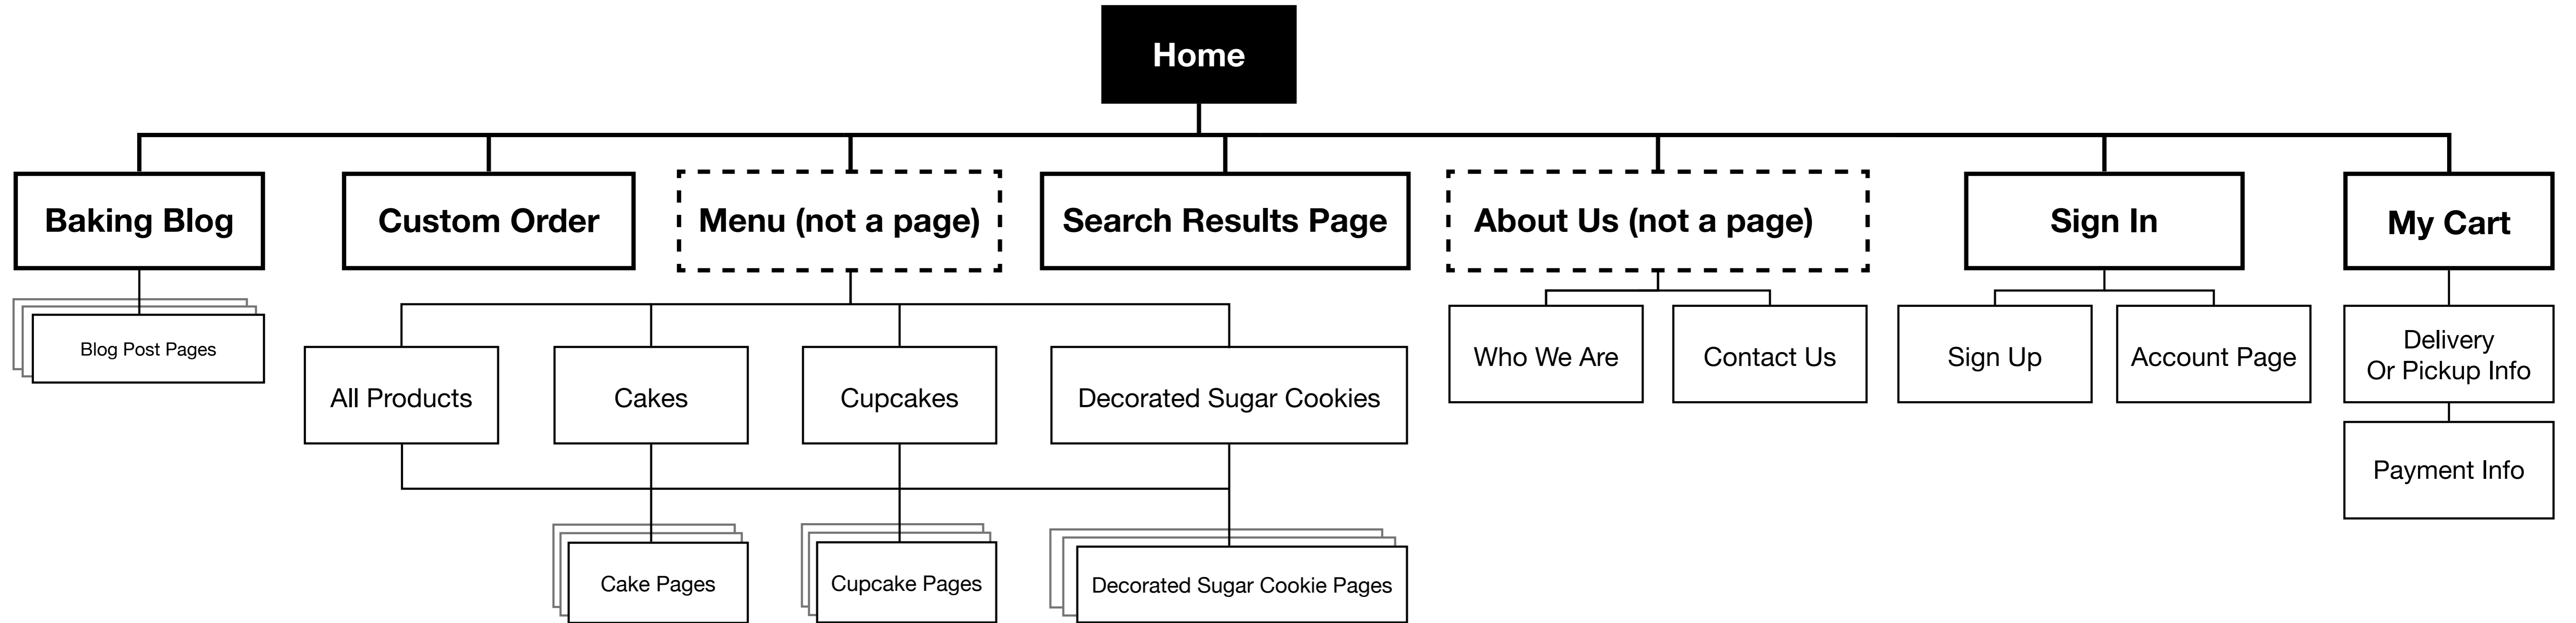 Home
Baking Blog
Custom Order
Menu (not a page)
Search Results Page
About Us (not a page)
Sign In
My Cart
Blog Post Pages
All Products
Cakes
Cupcakes
Decorated Sugar Cookies
Who We Are
Contact Us
Sign Up
Account Page
Delivery
Or Pickup Info
Payment Info
Cake Pages
Cupcake Pages
Decorated Sugar Cookie Pages